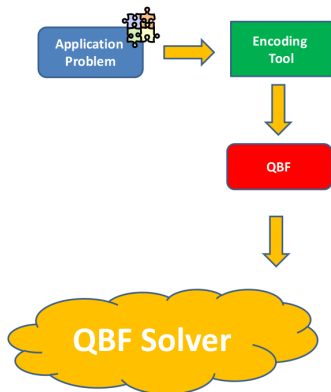 Application
Problem
Encoding
Tool
QBF
QBF Solver